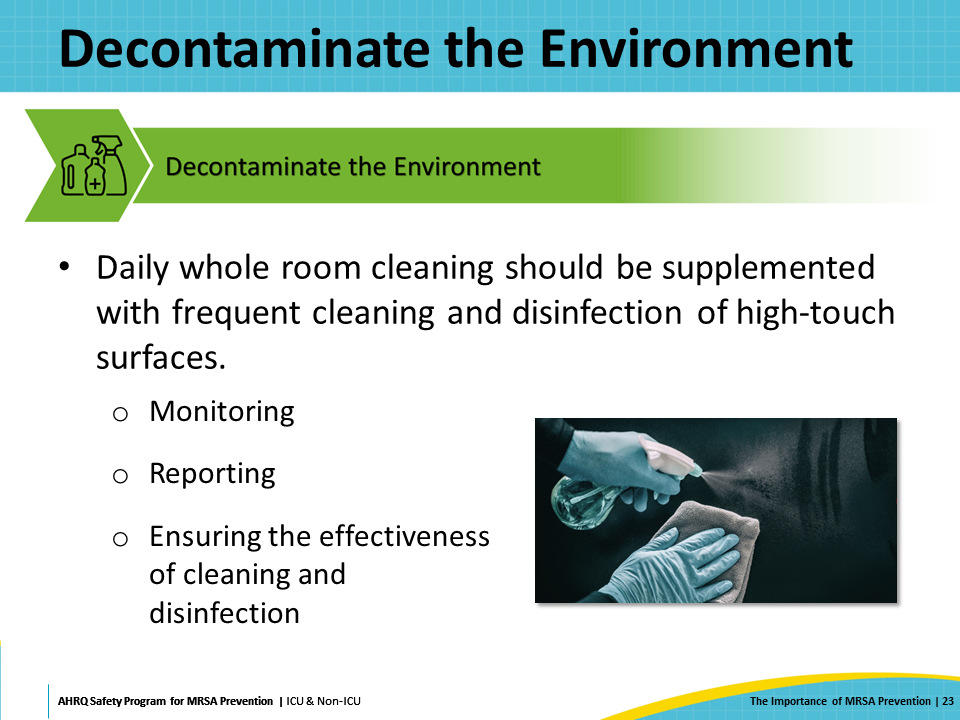 Decontaminate the Environment
Decontaminate the Environment
• Daily whole room cleaning should be supplemented
with frequent cleaning and disinfection of high-touch
surfaces.
o Monitoring
o Reporting
o Ensuring the effectiveness
of cleaning and
disinfection
AHRQ Safety Program for MRSA Prevention | ICU & Non-ICU
The Importance of MRSA Prevention | 23